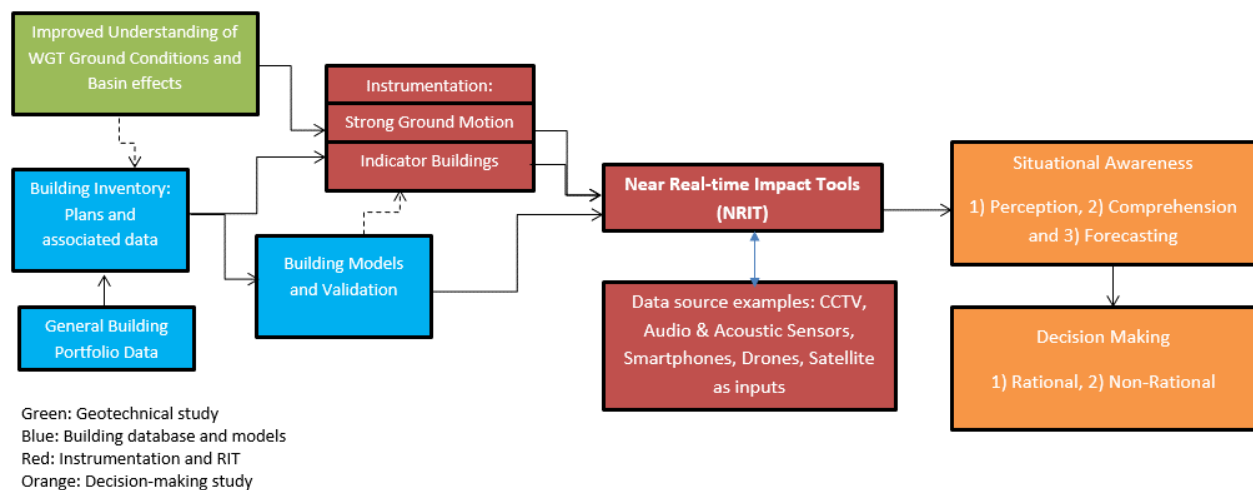 Improved Understanding of
WGT Ground Conditions and
Basin effects
Instrumentation:
Strong Ground Motion
Indicator Buildings
Building Inventory:
Plans and
associated data
Building Models
and Validation
General Building
Portfolio Data
Near Real-time Impact Tools
(NRIT)
Data source examples: CCTV,
Audio & Acoustic Sensors,
Smartphones, Drones, Satellite
as inputs
Situational Awareness
1) Perception, 2) Comprehension
and 3) Forecasting
Decision Making
1) Rational, 2) Non-Rational
Green: Geotechnical study
Blue: Building database and models
Red: Instrumentation and RIT
Orange: Decision-making study